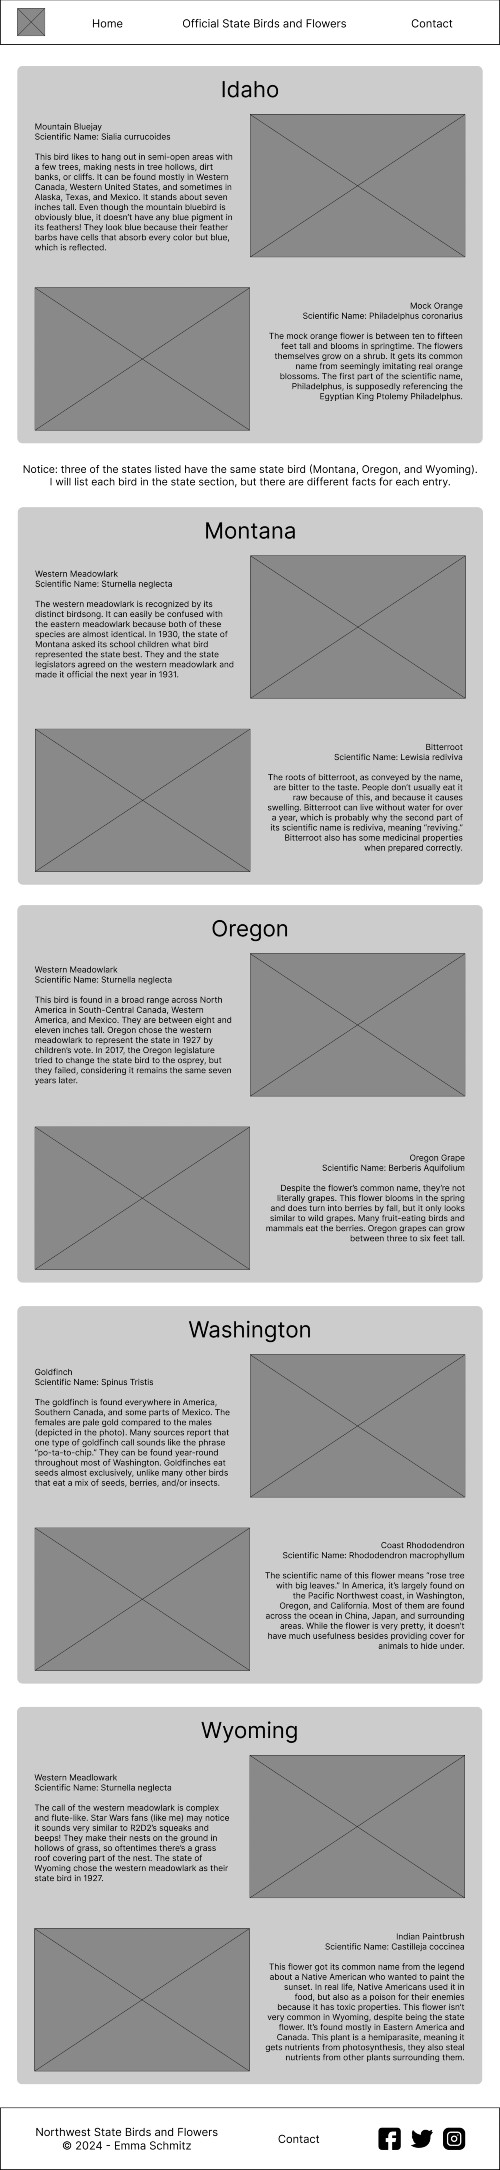 Home
Official State Birds and Flowers
Contact
Idaho
Mountain Bluejay
Scientific Name: Sialia currucoides
This bird likes to hang out in semi-open areas with
a few trees, making nests in tree hollows, dirt
banks, or cliffs. It can be found mostly in Western
Canada, Western United States, and sometimes in
Alaska, Texas, and Mexico. It stands about seven
inches tall. Even though the mountain bluebird is
obviously blue, it doesn't have any blue pigment in
its feathers! They look blue because their feather
barbs have cells that absorb every color but blue,
which is reflected.
Mock Orange
Scientific Name: Philadelphus coronarius
The mock orange flower is between ten to fifteen
feet tall and blooms in springtime. The flowers
themselves grow on a shrub. It gets its common
name from seemingly imitating real orange
blossoms. The first part of the scientific name,
Philadelphus, is supposedly referencing the
Egyptian King Ptolemy Philadelphus.
Notice: three of the states listed have the same state bird (Montana, Oregon, and Wyoming).
I will list each bird in the state section, but there are different facts for each entry.
Montana
Western Meadowlark
Scientific Name: Sturnella neglecta
The western meadowlark is recognized by its
distinct birdsong. It can easily be confused with
the eastern meadowlark because both of these
species are almost identical. In 1930, the state of
Montana asked its school children what bird
represented the state best. They and the state
legislators agreed on the western meadowlark and
made it official the next year in 1931.
Bitterroot
Scientific Name: Lewisia rediviva
The roots of bitterroot, as conveyed by the name,
are bitter to the taste. People don't usually eat it
raw because of this, and because it causes
swelling. Bitterroot can live without water for over
a year, which is probably why the second part of
its scientific name is rediviva, meaning “reviving.”
Bitterroot also has some medicinal properties
when prepared correctly.
Oregon
Western Meadowlark
Scientific Name: Sturnella neglecta
This bird is found in a broad range across North
America in South-Central Canada, Western
America, and Mexico. They are between eight and
eleven inches tall. Oregon chose the western
meadowlark to represent the state in 1927 by
children's vote. In 2017, the Oregon legislature
tried to change the state bird to the osprey, but
they failed, considering it remains the same seven
years later.
Oregon Grape
Scientific Name: Berberis Aquifolium
Despite the flower's common name, they're not
literally grapes. This flower blooms in the spring
and does turn into berries by fall, but it only looks
similar to wild grapes. Many fruit-eating birds and
mammals eat the berries. Oregon grapes can grow
between three to six feet tall.
Washington
Goldfinch
Scientific Name: Spinus Tristis
The goldfinch is found everywhere in America,
Southern Canada, and some parts of Mexico. The
females are pale gold compared to the males
(depicted in the photo). Many sources report that
one type of goldfinch call sounds like the phrase
“po-ta-to-chip.” They can be found year-round
throughout most of Washington. Goldfinches eat
seeds almost exclusively, unlike many other birds
that eat a mix of seeds, berries, and/or insects.
Coast Rhododendron
Scientific Name: Rhododendron macrophyllum
The scientific name of this flower means “rose tree
with big leaves.” In America, it's largely found on
the Pacific Northwest coast, in Washington,
Oregon, and California. Most of them are found
across the ocean in China, Japan, and surrounding
areas. While the flower is very pretty, it doesn't
have much usefulness besides providing cover for
animals to hide under.
Wyoming
Western Meadlowark
Scientific Name: Sturnella neglecta
The call of the western meadowlark is complex
and flute-like. Star Wars fans (like me) may notice
it sounds very similar to R2D2's squeaks and
beeps! They make their nests on the ground in
hollows of grass, so oftentimes there's a grass
roof covering part of the nest. The state of
Wyoming chose the western meadowlark as their
state bird in 1927.
Indian Paintbrush
Scientific Name: Castilleja coccinea
This flower got its common name from the legend
about a Native American who wanted to paint the
sunset. In real life, Native Americans used it in
food, but also as a poison for their enemies
because it has toxic properties. This flower isn't
very common in Wyoming, despite being the state
flower. It's found mostly in Eastern America and
Canada. This plant is a hemiparasite, meaning it
gets nutrients from photosynthesis, they also steal
nutrients from other plants surrounding them.
Northwest State Birds and Flowers
© 2024 - Emma Schmitz
Contact